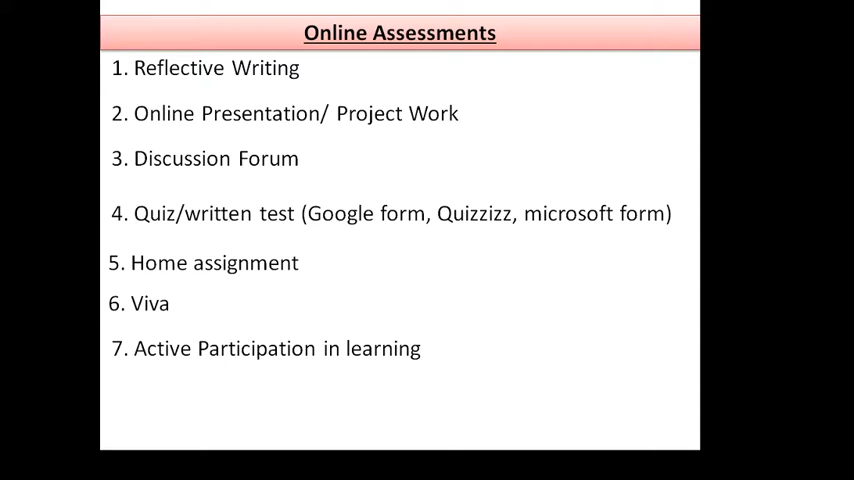 Online Assessments
1. Reflective Writing
2. Online Presentation/ Project Work
3. Discussion Forum
4. Quiz/written test (Google form, Quizzizz, microsoft form)
5. Home assignment
6. Viva
7. Active Participation in learning